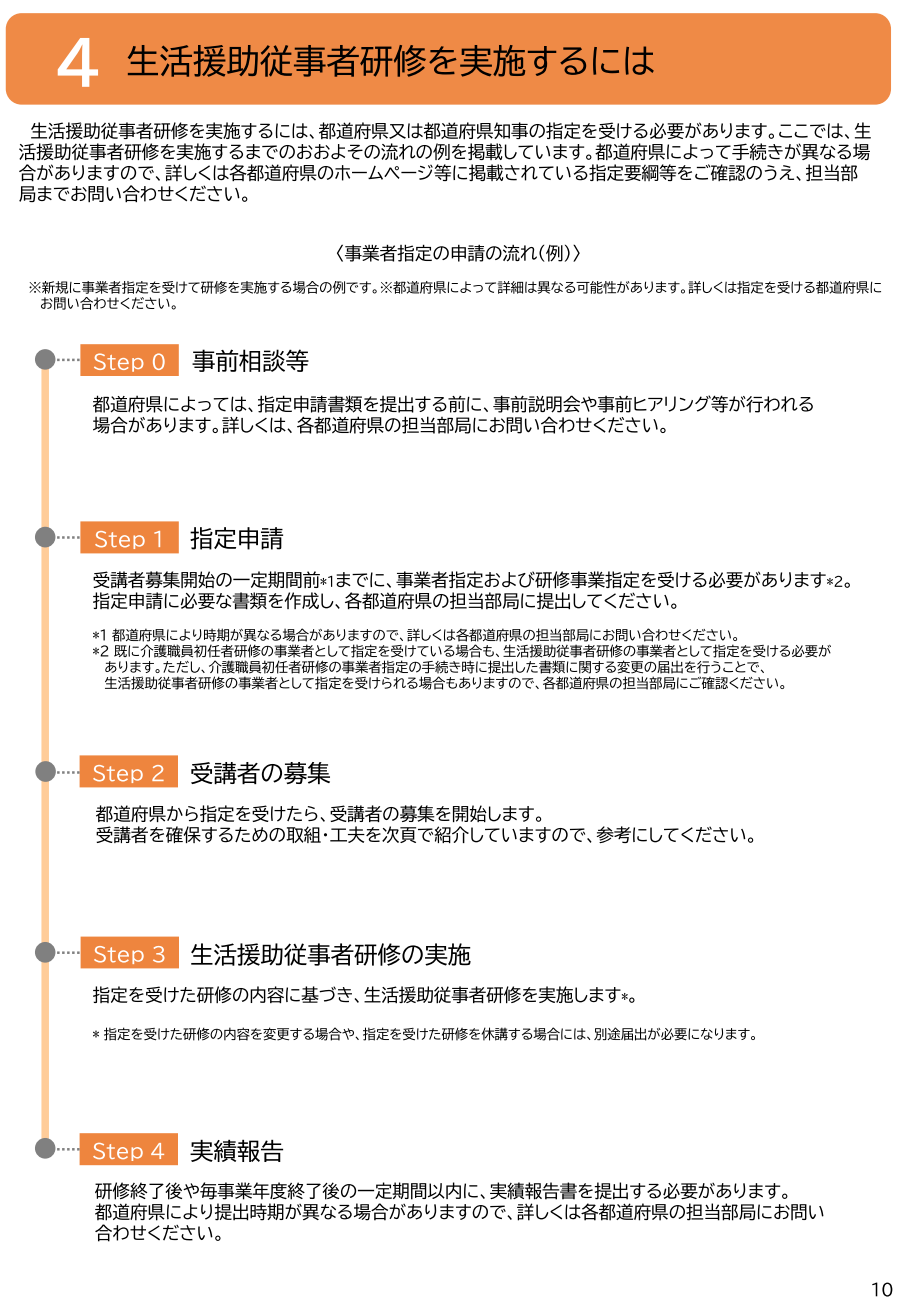 4 生活援助従事者研修を実施するには
生活援助従事者研修を実施するには、都道府県又は都道府県知事の指定を受ける必要があります。ここでは、生
活援助従事者研修を実施するまでのおおよその流れの例を掲載しています。都道府県によって手続きが異なる場
合がありますので、詳しくは各都道府県のホームページ等に掲載されている指定要綱等をご確認のうえ、担当部
局までお問い合わせください。
〈事業者指定の申請の流れ(例)〉
※新規に事業者指定を受けて研修を実施する場合の例です。※都道府県によって詳細は異なる可能性があります。詳しくは指定を受ける都道府県に
お問い合わせください。
Step 0 事前相談等
都道府県によっては、指定申請書類を提出する前に、事前説明会や事前ヒアリング等が行われる
場合があります。詳しくは、各都道府県の担当部局にお問い合わせください。
Step 1 指定申請
受講者募集開始の一定期間前*1までに、事業者指定および研修事業指定を受ける必要があります*2。
指定申請に必要な書類を作成し、各都道府県の担当部局に提出してください。
*1 都道府県により時期が異なる場合がありますので、詳しくは各都道府県の担当部局にお問い合わせください。
*2 既に介護職員初任者研修の事業者として指定を受けている場合も、生活援助従事者研修の事業者として指定を受ける必要が
あります。ただし、介護職員初任者研修の事業者指定の手続き時に提出した書類に関する変更の届出を行うことで、
生活援助従事者研修の事業者として指定を受けられる場合もありますので、各都道府県の担当部局にご確認ください。
Step 2 受講者の募集
都道府県から指定を受けたら、受講者の募集を開始します。
受講者を確保するための取組・工夫を次頁で紹介していますので、参考にしてください。
Step 3 生活援助従事者研修の実施
指定を受けた研修の内容に基づき、生活援助従事者研修を実施します*。
* 指定を受けた研修の内容を変更する場合や、指定を受けた研修を休講する場合には、別途届出が必要になります。
Step 4 実績報告
研修終了後や毎事業年度終了後の一定期間以内に、実績報告書を提出する必要があります。
都道府県により提出時期が異なる場合がありますので、詳しくは各都道府県の担当部局にお問い
合わせください。
10